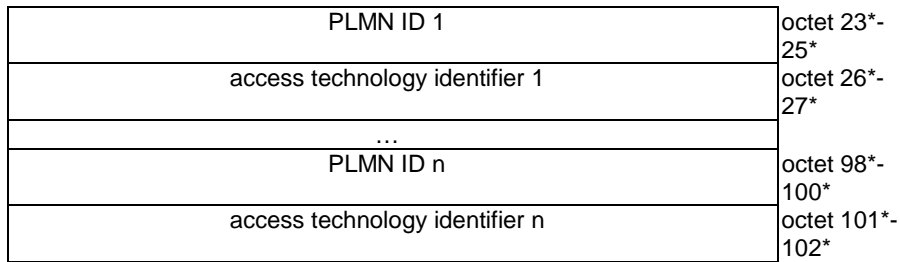 PLMN ID 1 octet 23*-
25*
access technology identifier 1 octet 26*-
27*
…
PLMN ID n octet 98*-
100*
access technology identifier n octet 101*-
102*